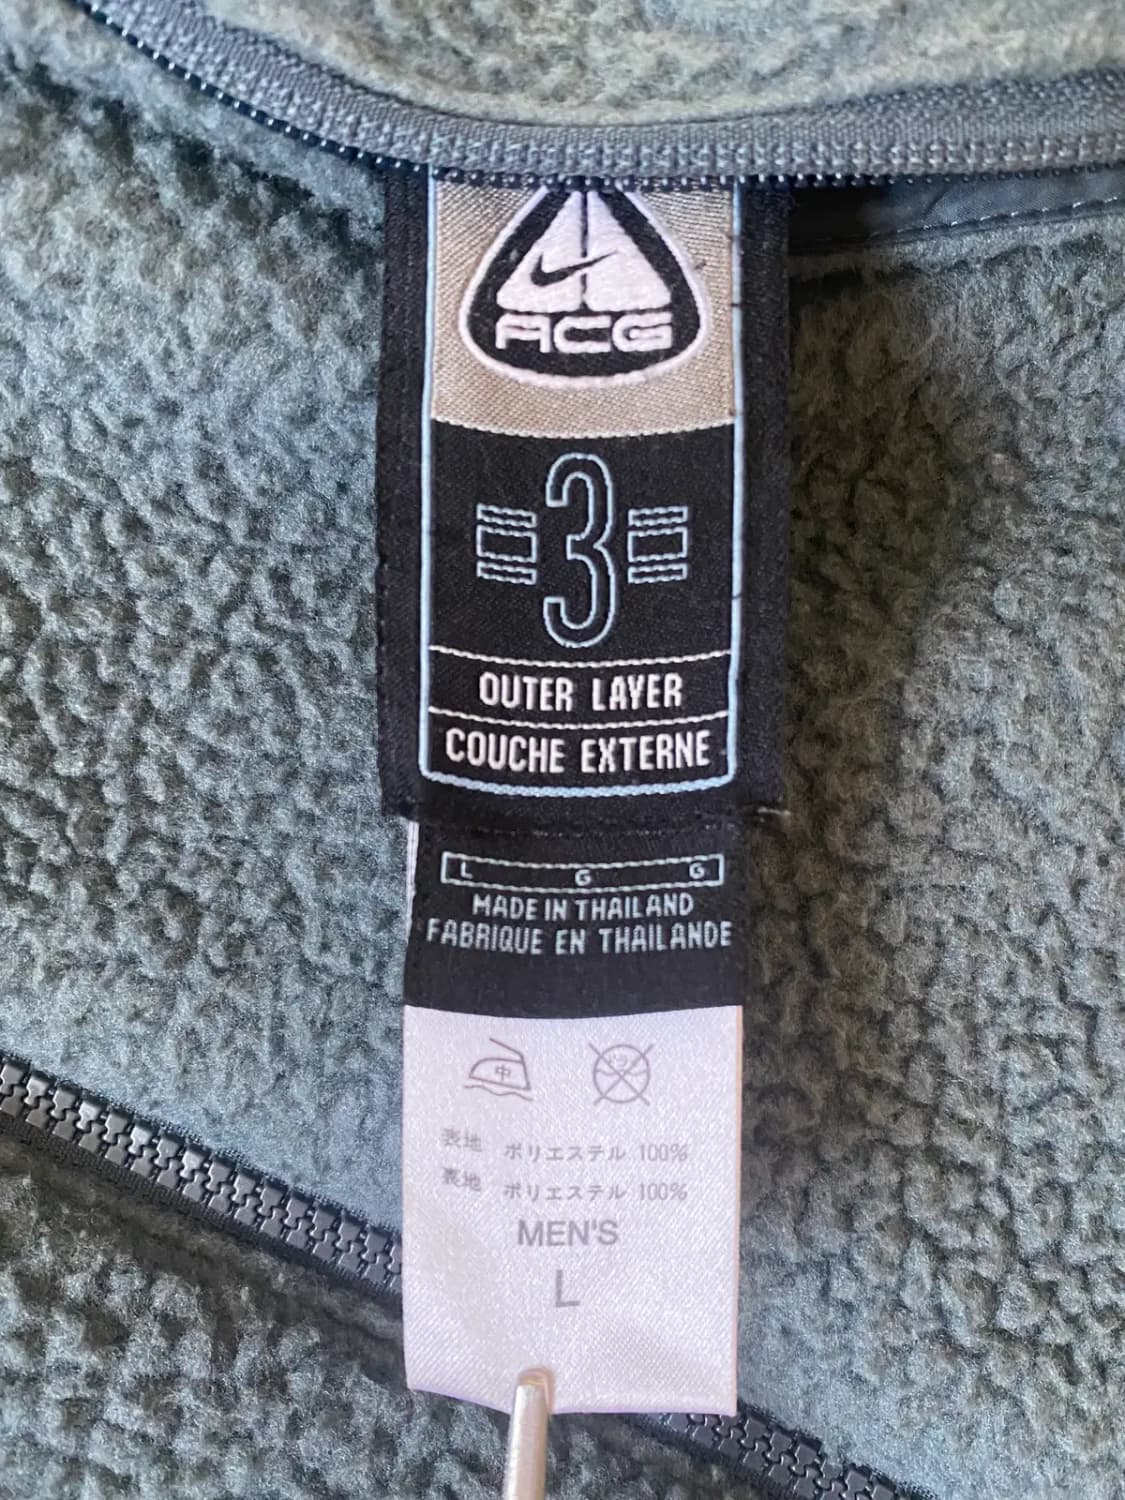 ACG
3
OUTER LAYER
COUCHE EXTERNE
L G G
MADE IN THAILAND
FABRIQUE EN THAILANDE
中
表地 ポリエステル 100%
表地 ポリエステル 100%
MEN'S
L